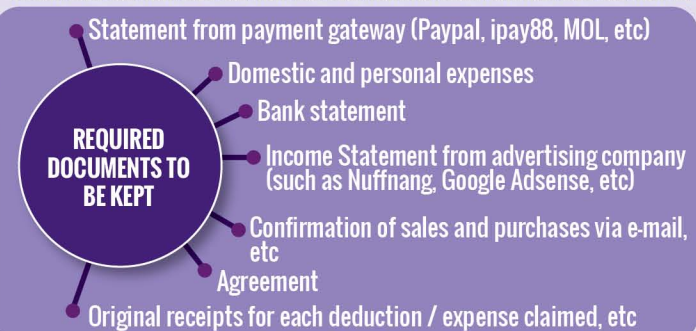 Statement from payment gateway (Paypal, ipay88, MOL, etc)
Domestic and personal expenses
Bank statement
REQUIRED
DOCUMENTS TO
BE KEPT
Income Statement from advertising company
(such as Nuffnang, Google Adsense, etc)
Confirmation of sales and purchases via e-mail,
etc
Agreement
Original receipts for each deduction / expense claimed, etc